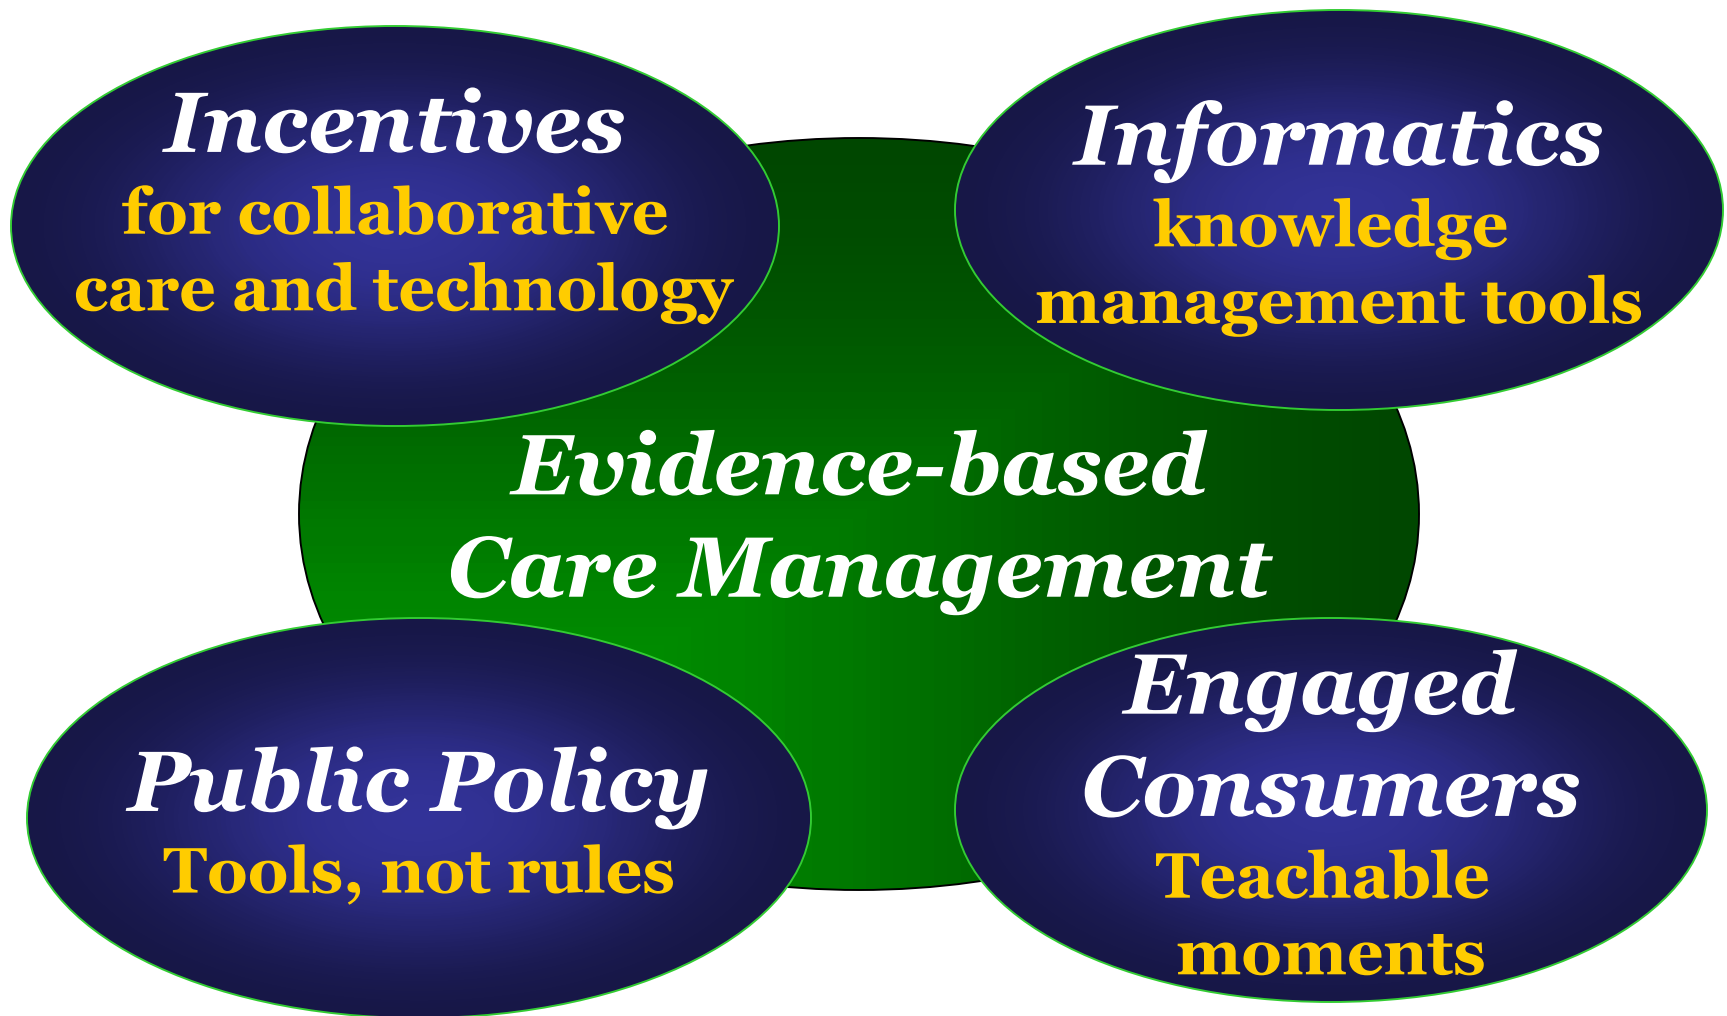 Incentives
for collaborative
care and technology
Informatics
knowledge
management tools
Evidence-based
Care Management
Public Policy
Tools, not rules
Engaged
Consumers
Teachable
moments